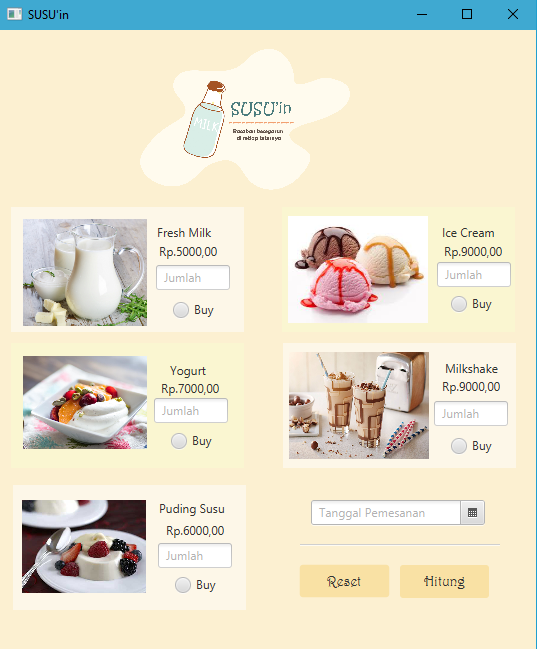 SUSU'in
MILK
SUSU'in
Rasakan kesegaran
di setiap tetesnya
Fresh Milk
Rp.5000,00
Jumlah
Buy
Ice Cream
Rp.9000,00
Jumlah
Buy
Yogurt
Rp.7000,00
Jumlah
Buy
Milkshake
Rp.9000,00
Jumlah
Buy
Puding Susu
Rp.6000,00
Jumlah
Buy
Tanggal Pemesanan
Reset
Hitung